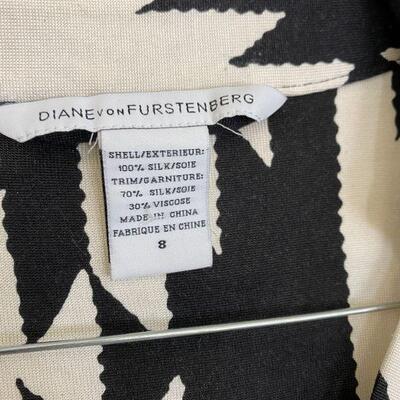 DIANE VON FURSTENBERG
SHELL/EXTERIEUR:
100% SILK/SOIE
TRIM/GARNITURE:
70% SILK/SOIE
30% VISCOSE
MADE IN CHINA
FABRIQUE EN CHINE
8